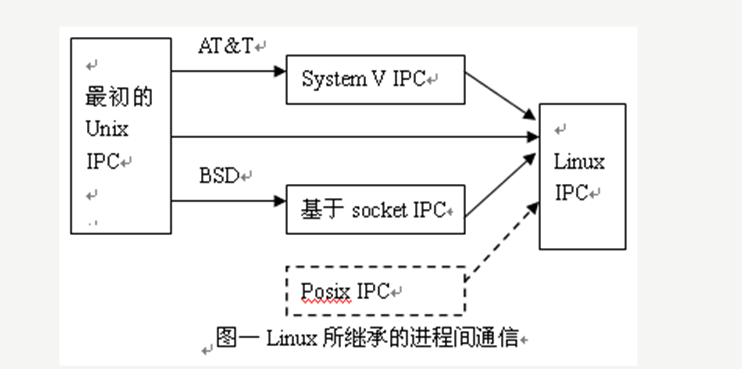 AT&T
System V IPC
最初的
Unix
IPC
Linux
IPC
BSD
基于 socket IPC
Posix IPC
图一 Linux 所继承的进程间通信